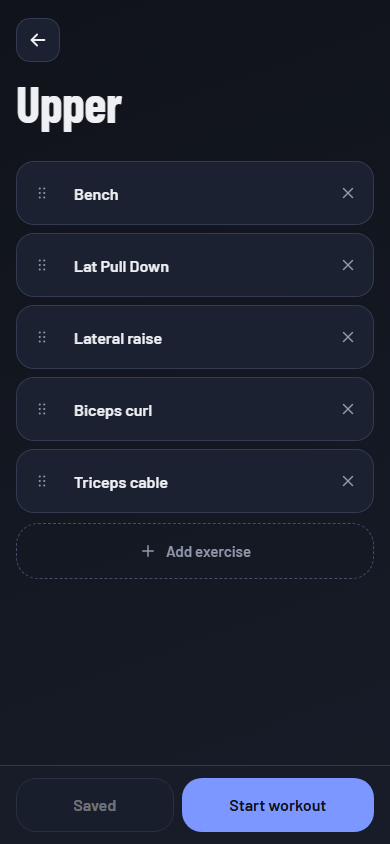 Upper
Bench
Lat Pull Down
Lateral raise
Biceps curl
Triceps cable
Add exercise
Saved
Start workout